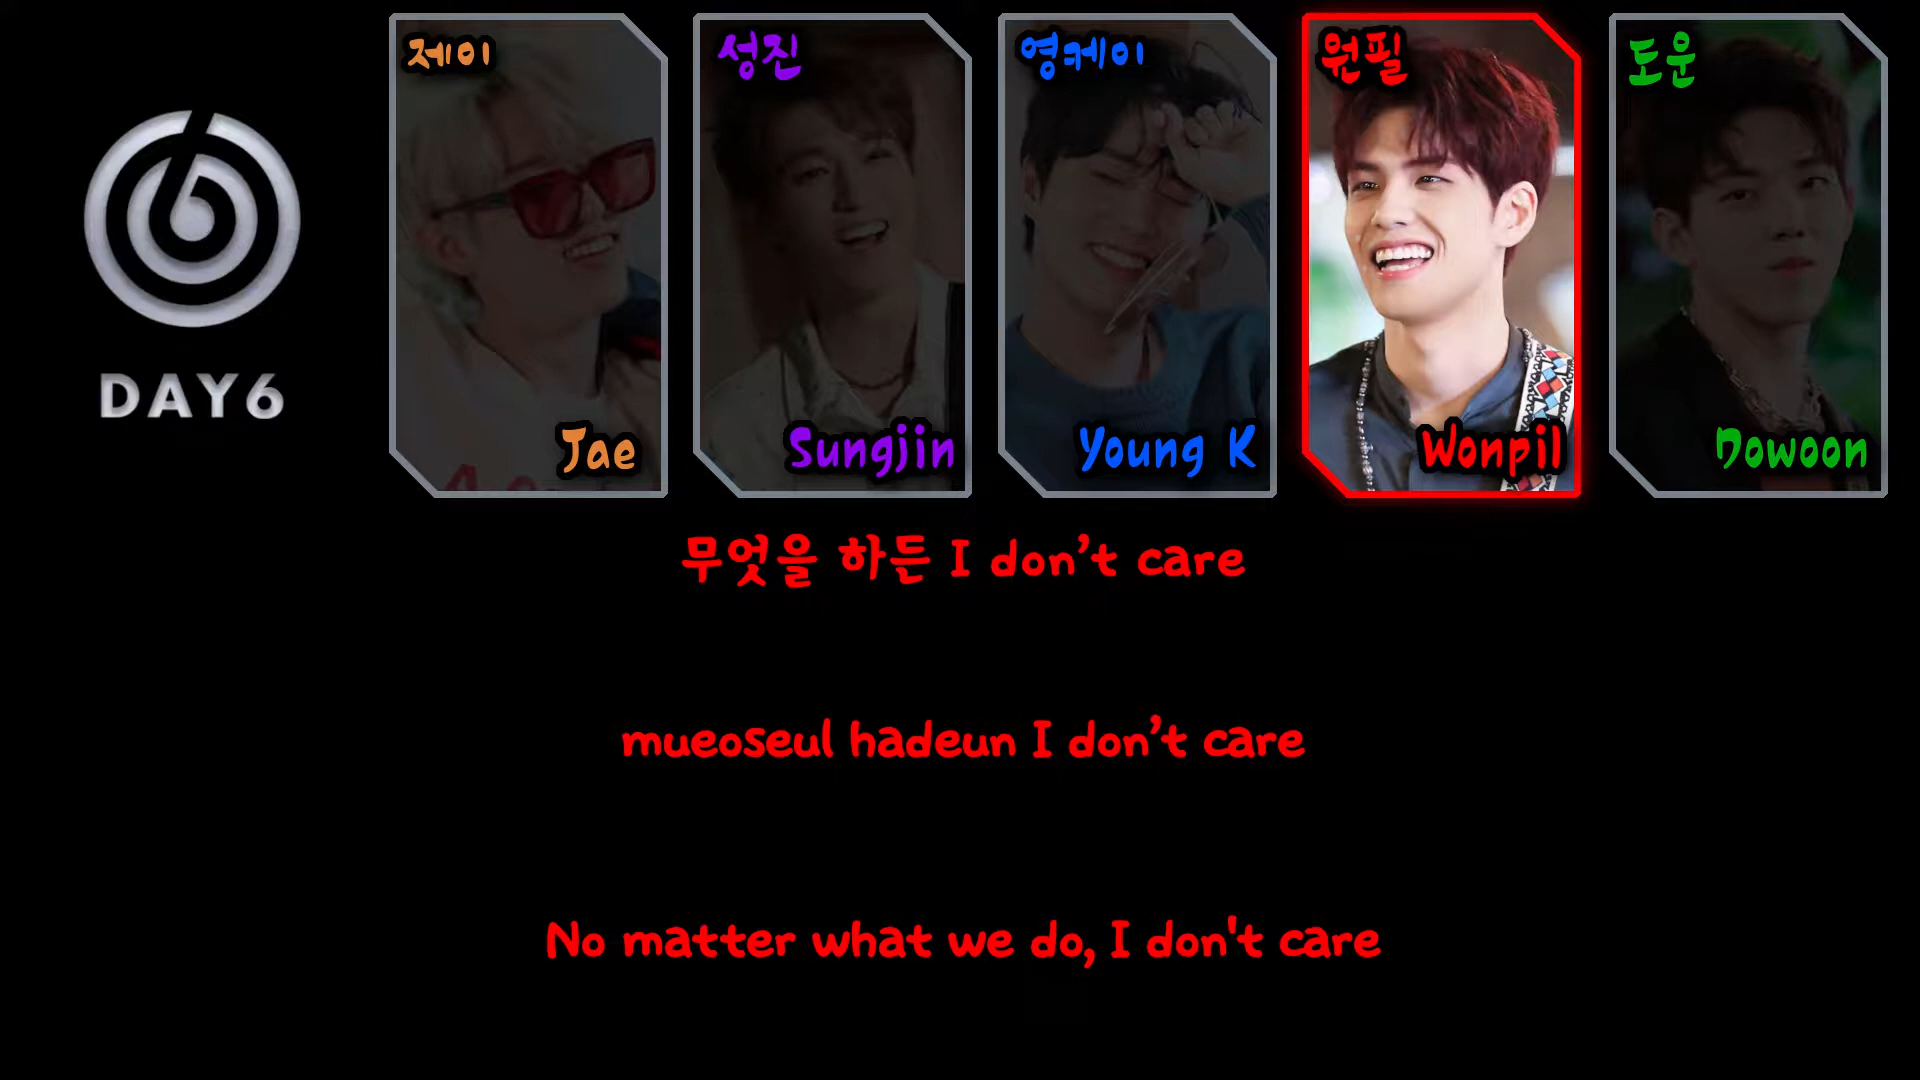 제이
성진
영케이
원필
도운
DAY6
Jae
Sungjin
Young K
Wonpil
Dowoon
무엇을 하든 I don’t care
mueoseul hadeun I don’t care
No matter what we do, I don't care